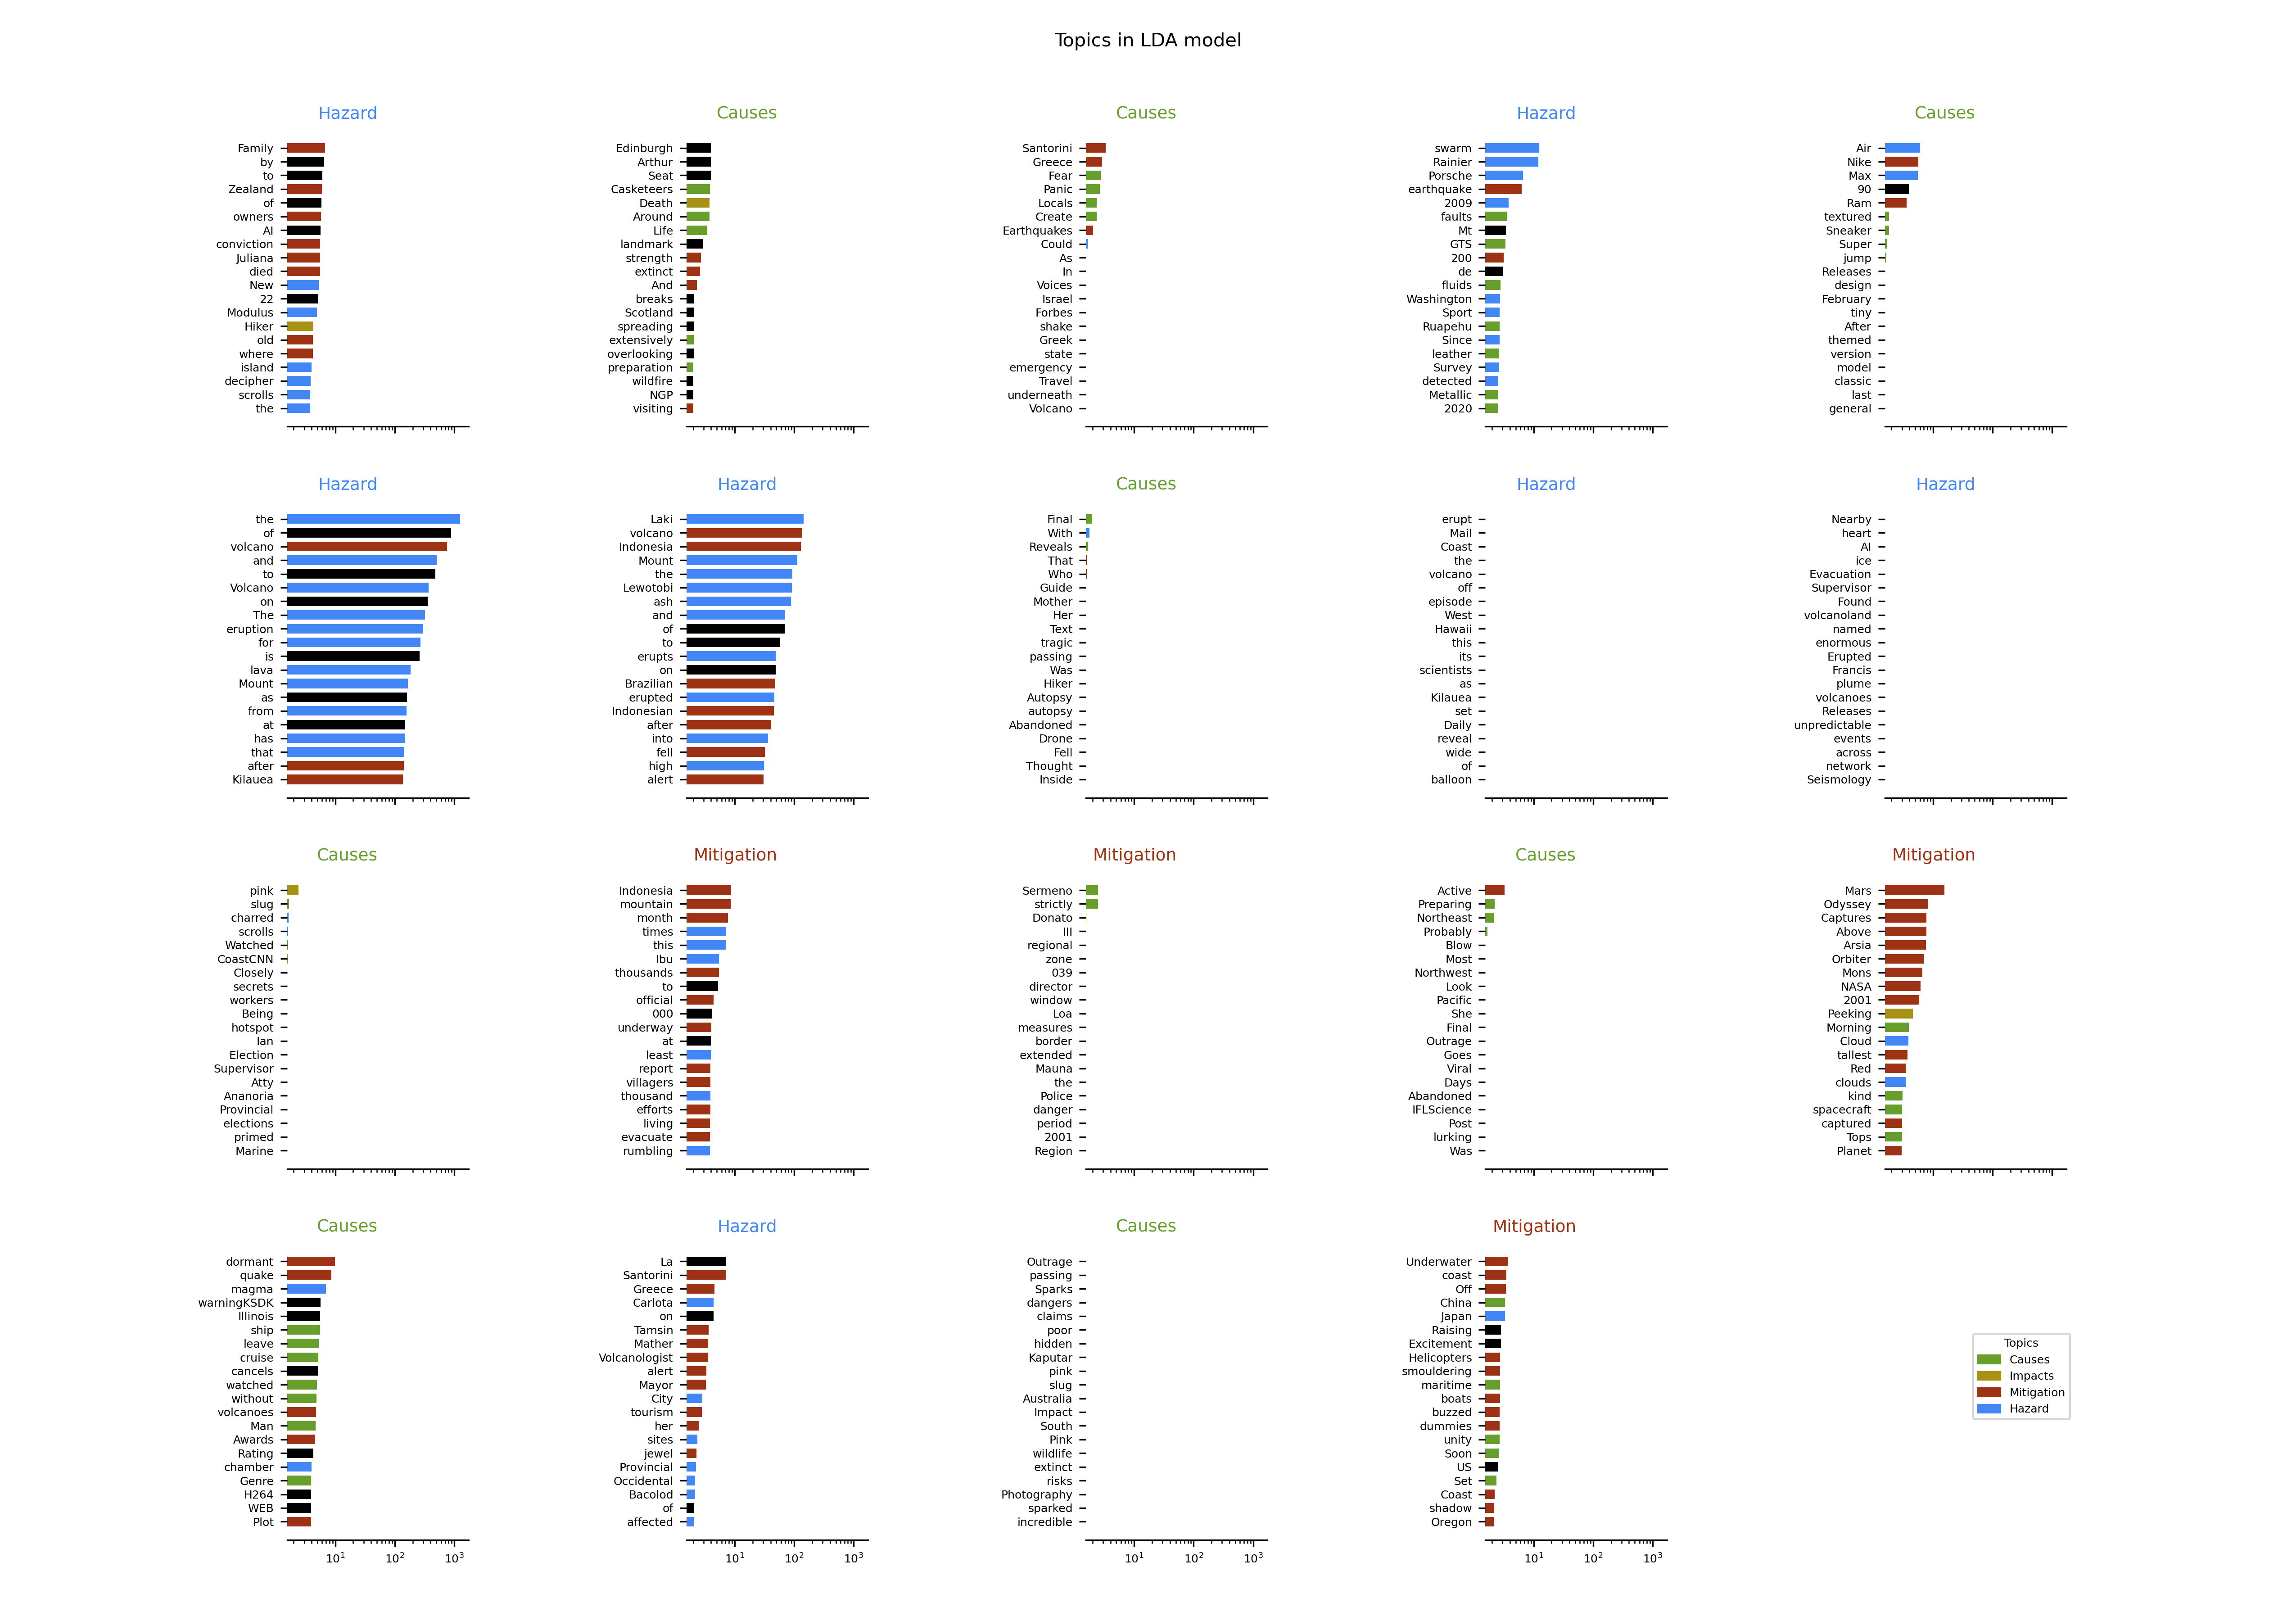 Topics in LDA model
Hazard
Family
by
to
Zealand
of
owners
AI
conviction
Juliana
died
New
22
Modulus
Hiker
old
where
island
decipher
scrolls
the
Causes
Edinburgh
Arthur
Seat
Casketeers
Death
Around
Life
landmark
strength
extinct
And
breaks
Scotland
spreading
extensively
overlooking
preparation
wildfire
NGP
visiting
Causes
Santorini
Greece
Fear
Panic
Locals
Create
Earthquakes
Could
As
In
Voices
Israel
Forbes
shake
Greek
state
emergency
Travel
underneath
Volcano
Hazard
swarm
Rainier
Porsche
earthquake
2009
faults
Mt
GTS
200
de
fluids
Washington
Sport
Ruapehu
Since
leather
Survey
detected
Metallic
2020
Causes
Air
Nike
Max
90
Ram
textured
Sneaker
Super
jump
Releases
design
February
tiny
After
themed
version
model
classic
last
general
Hazard
the
of
volcano
and
to
Volcano
on
The
eruption
for
is
lava
Mount
as
from
at
has
that
after
Kilauea
Hazard
Laki
volcano
Indonesia
Mount
the
Lewotobi
ash
and
of
to
erupts
on
Brazilian
erupted
Indonesian
after
into
fell
high
alert
Causes
Final
With
Reveals
That
Who
Guide
Mother
Her
Text
tragic
passing
Was
Hiker
Autopsy
autopsy
Abandoned
Drone
Fell
Thought
Inside
Hazard
erupt
Mail
Coast
the
volcano
off
episode
West
Hawaii
this
its
scientists
as
Kilauea
set
Daily
reveal
wide
of
balloon
Hazard
Nearby
heart
AI
ice
Evacuation
Supervisor
Found
volcanoland
named
enormous
Erupted
Francis
plume
volcanoes
Releases
unpredictable
events
across
network
Seismology
Causes
pink
slug
charred
scrolls
Watched
CoastCNN
Closely
secrets
workers
Being
hotspot
Ian
Election
Supervisor
Atty
Ananoria
Provincial
elections
primed
Marine
Mitigation
Indonesia
mountain
month
times
this
Ibu
thousands
to
official
000
underway
at
least
report
villagers
thousand
efforts
living
evacuate
rumbling
Mitigation
Sermeno
strictly
Donato
III
regional
zone
039
director
window
Loa
measures
border
extended
Mauna
the
Police
danger
period
2001
Region
Causes
Active
Preparing
Northeast
Probably
Blow
Most
Northwest
Look
Pacific
She
Final
Outrage
Goes
Viral
Days
Abandoned
IFLScience
Post
lurking
Was
Mitigation
Mars
Odyssey
Captures
Above
Arsia
Orbiter
Mons
NASA
2001
Peeking
Morning
Cloud
tallest
Red
clouds
kind
spacecraft
captured
Tops
Planet
Causes
dormant
quake
magma
warningKSDK
Illinois
ship
leave
cruise
cancels
watched
without
volcanoes
Man
Awards
Rating
chamber
Genre
H264
WEB
Plot
10¹ 10² 10³
Hazard
La
Santorini
Greece
Carlota
on
Tamsin
Mather
Volcanologist
alert
Mayor
City
tourism
her
sites
jewel
Provincial
Occidental
Bacolod
of
affected
10¹ 10² 10³
Causes
Outrage
passing
Sparks
dangers
claims
poor
hidden
Kaputar
pink
slug
Australia
Impact
South
Pink
wildlife
extinct
risks
Photography
sparked
incredible
10¹ 10² 10³
Mitigation
Underwater
coast
Off
China
Japan
Raising
Excitement
Helicopters
smouldering
maritime
boats
buzzed
dummies
unity
Soon
US
Set
Coast
shadow
Oregon
10¹ 10² 10³
Topics
Causes
Impacts
Mitigation
Hazard